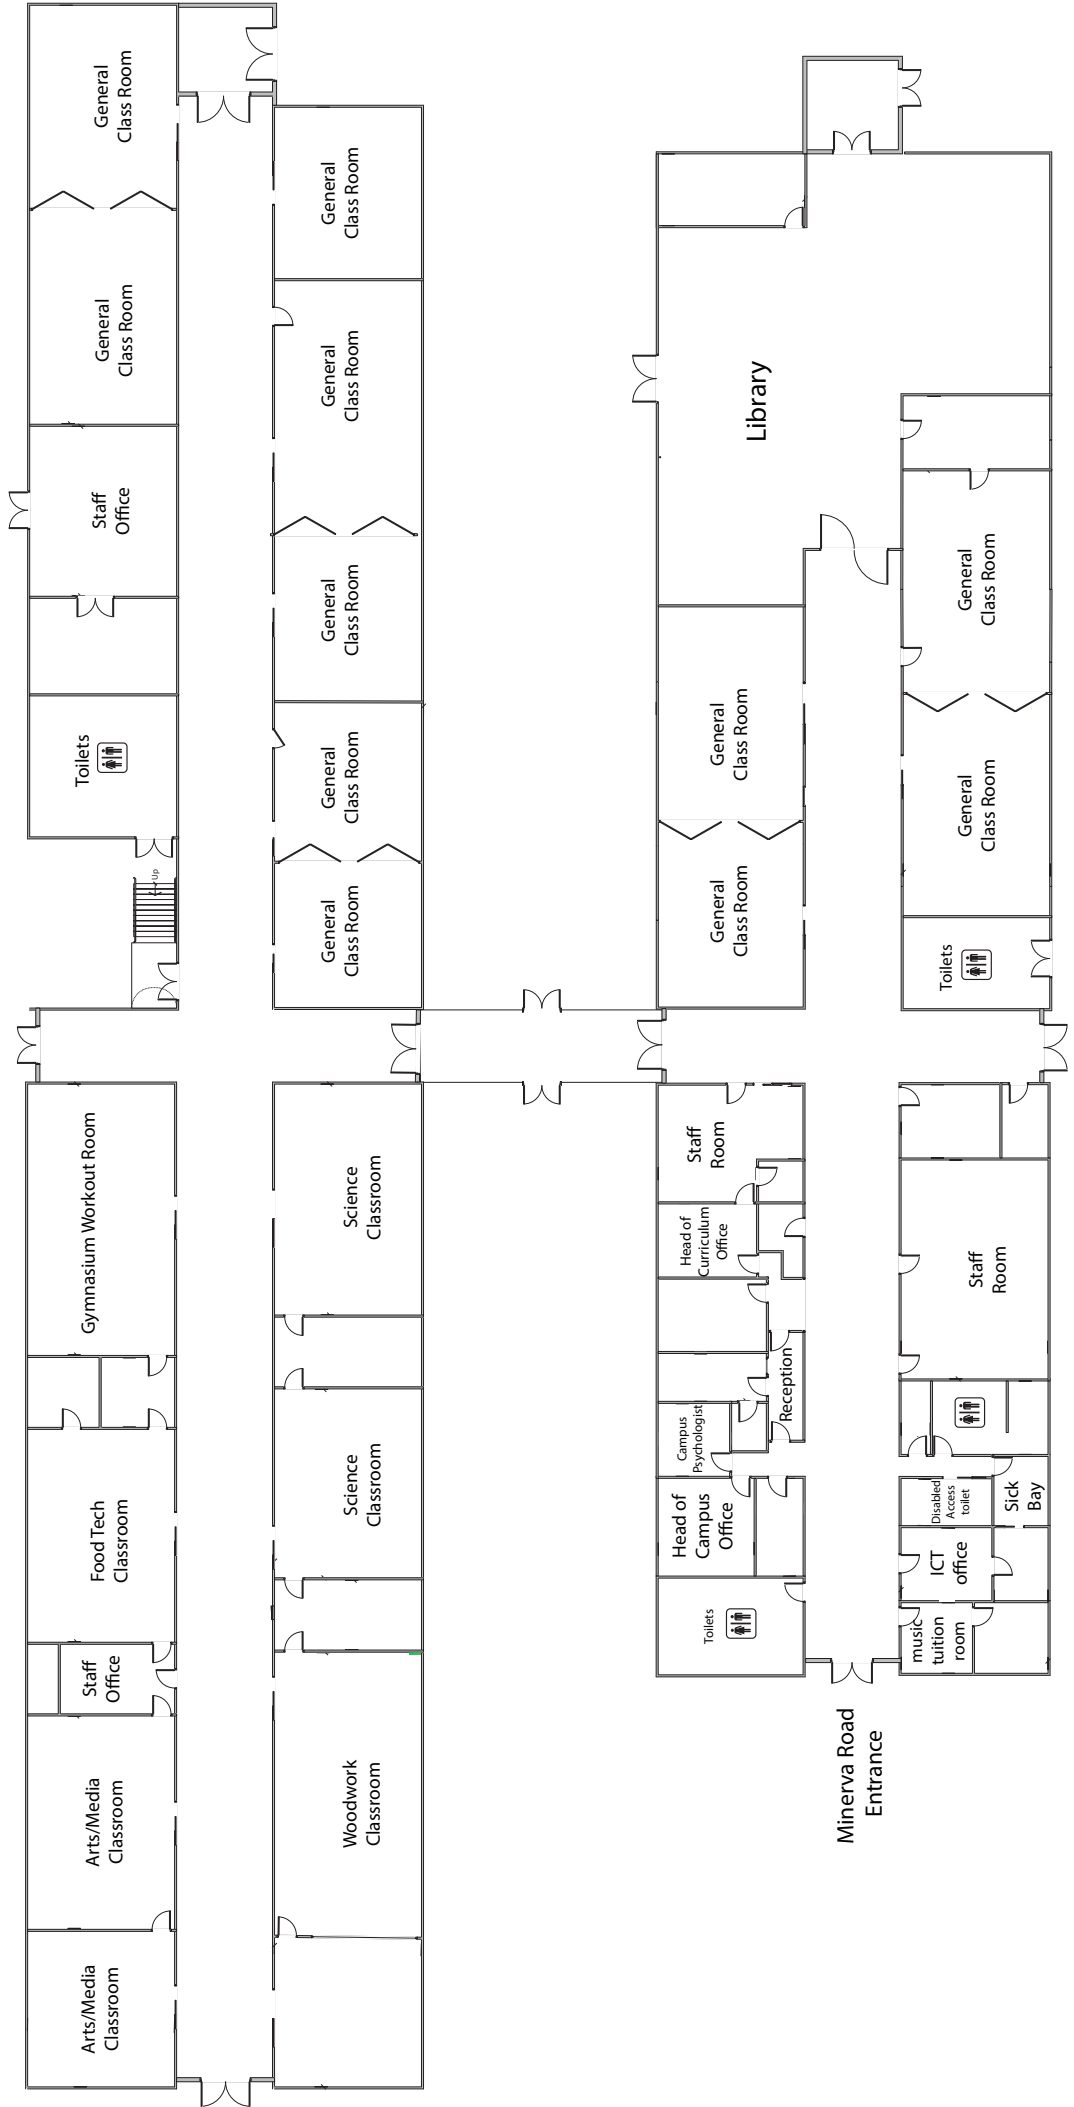 General
Class Room
General
Class Room
Staff
Office
Toilets
Up
General
Class Room
General
Class Room
General
Class Room
General
Class Room
General
Class Room
Gymnasium Workout Room
Food Tech
Classroom
Staff
Office
Arts/Media
Classroom
Arts/Media
Classroom
Science
Classroom
Science
Classroom
Woodwork
Classroom
Library
General
Class Room
General
Class Room
General
Class Room
General
Class Room
Toilets
Staff
Room
Head of
Curriculum
Office
Reception
Campus
Psychologist
Head of
Campus
Office
Toilets
Staff
Room
Disabled
Access
toilet
Sick
Bay
ICT
office
music
tuition
room
Minerva Road
Entrance